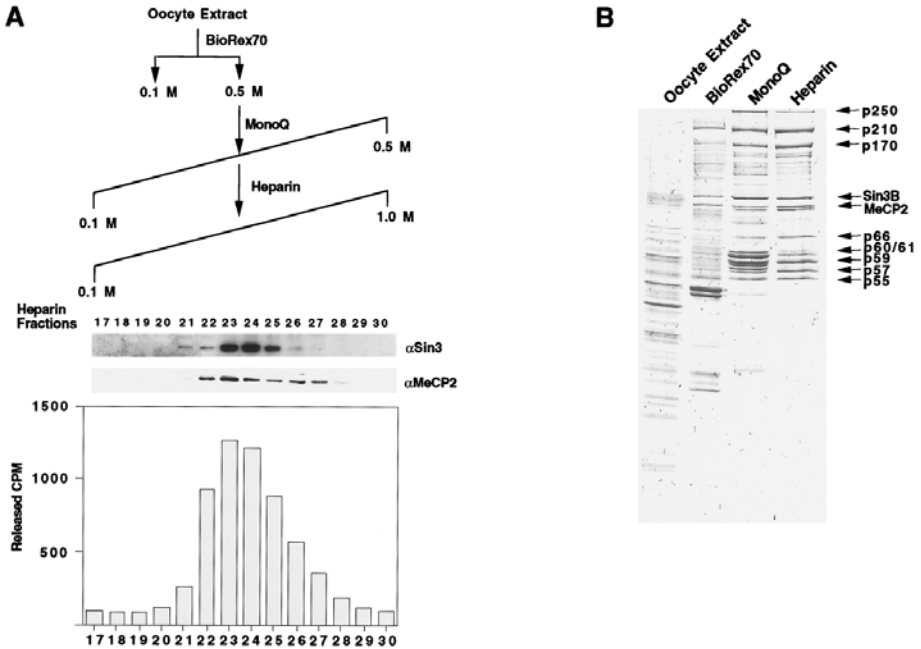 A
Oocyte Extract
BioRex70
0.1 M
0.5 M
MonoQ
0.5 M
Heparin
0.1 M
1.0 M
0.1 M
Heparin
Fractions
17 18 19 20 21 22 23 24 25 26 27 28 29 30
αSin3
αMeCP2
1500
1000
500
Released CPM
17 18 19 20 21 22 23 24 25 26 27 28 29 30
B
Oocyte Extract
BioRex70
MonoQ
Heparin
p250
p210
p170
Sin3B
MeCP2
p66
p60/61
p59
p57
p55